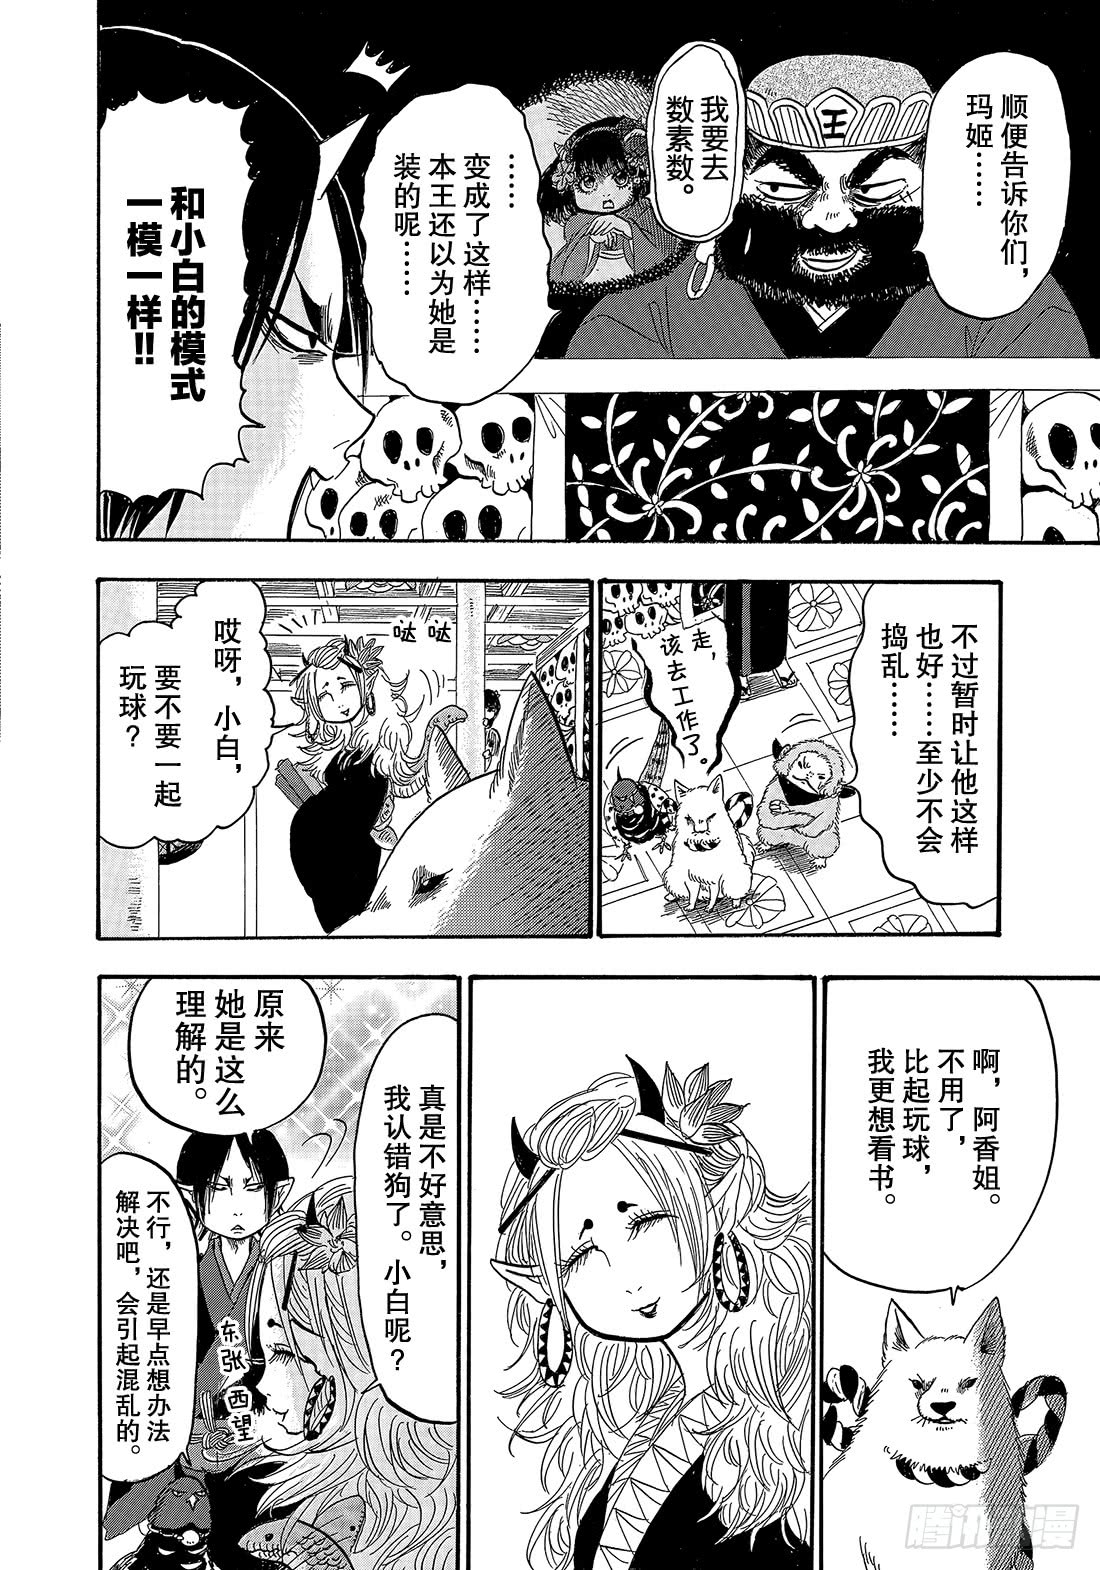 顺便告诉你们，
玛姬……
王
我要去
数素数。
……
变成了这样……
本王还以为她是
装的呢……
和小白的模式
一模一样!!
不过暂时让他这样
也好……至少不会
捣乱……
走，
该去工作了。
哒哒
哎呀，小白，
要不要一起
玩球？
啊，阿香姐。
不用了，
比起玩球，
我更想看书。
真是不好意思，
我认错狗了。小白呢？
原来
她是这么
理解的。
东张西望
不行，还是早点想办法
解决吧，会引起混乱的。
腾讯动漫